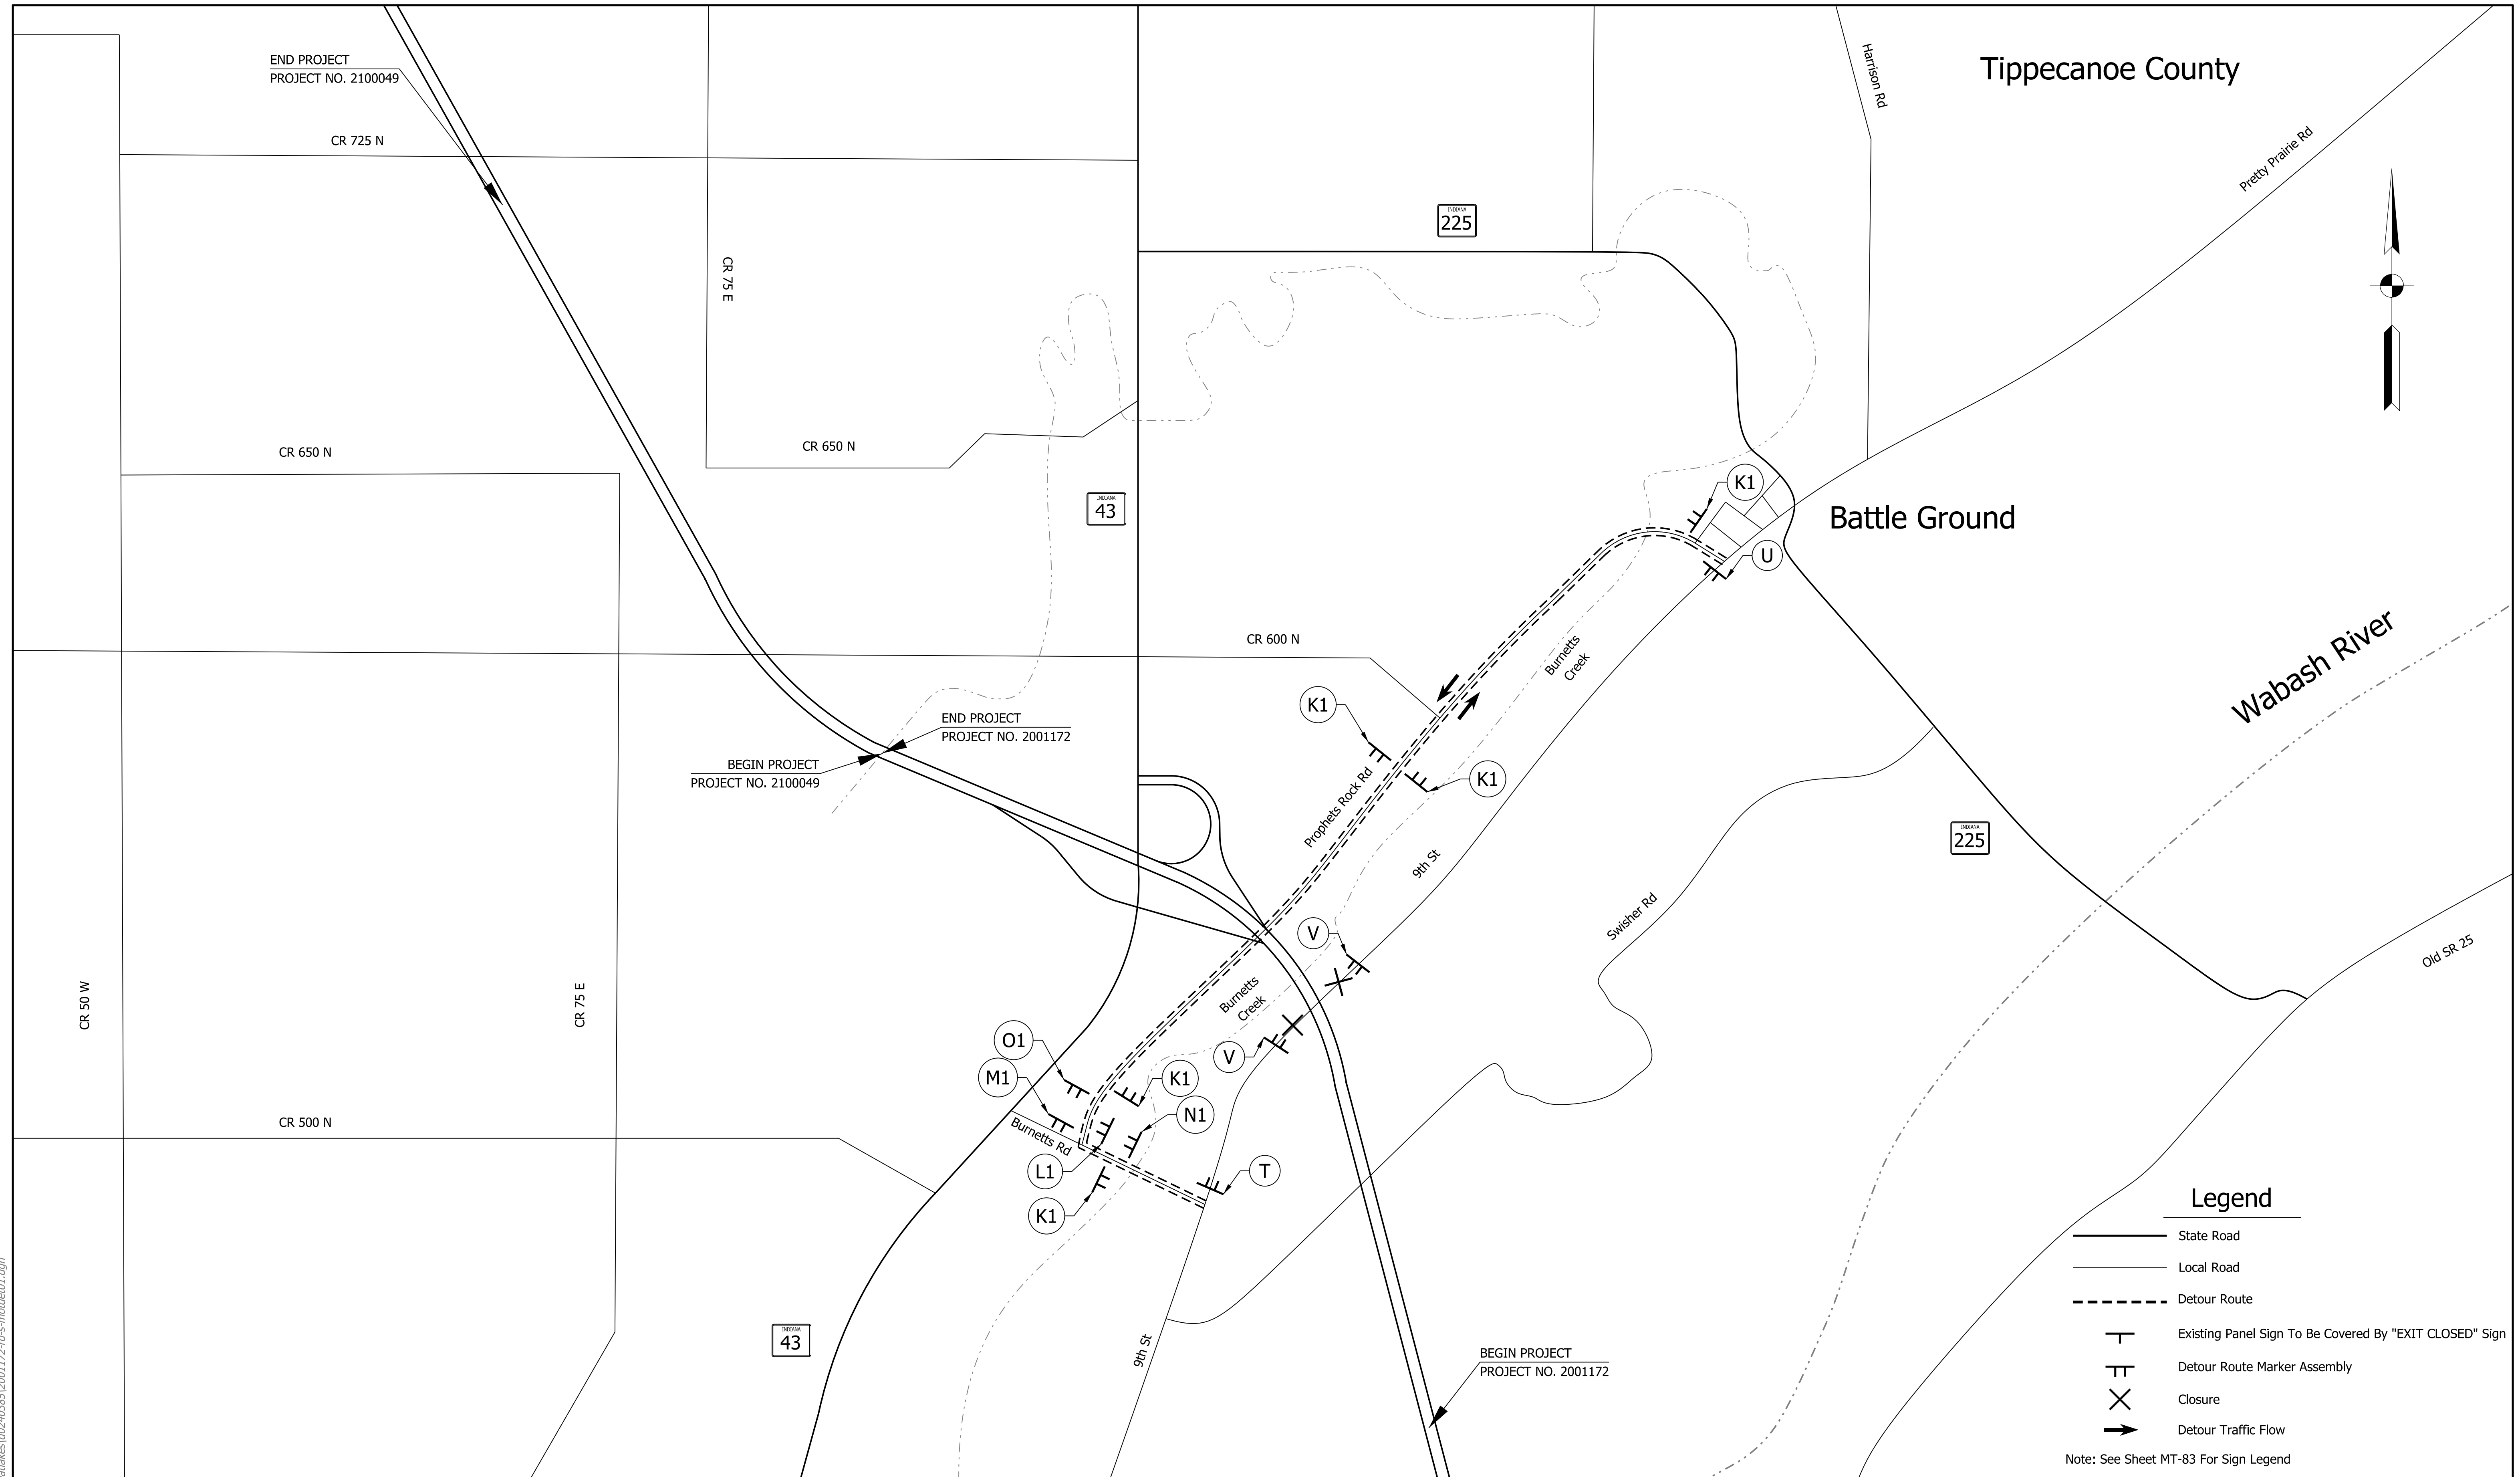 END PROJECT
PROJECT NO. 2100049
Harrison Rd
Tippecanoe County
Pretty Prairie Rd
CR 725 N
INDIANA
225
CR 75 E
CR 650 N
CR 650 N
INDIANA
43
K1
Battle Ground
U
CR 600 N
Burnetts
Creek
Wabash River
K1
END PROJECT
PROJECT NO. 2001172
BEGIN PROJECT
PROJECT NO. 2100049
K1
Prophets Rock Rd
INDIANA
225
9th St
Swisher Rd
V
Old SR 25
CR 50 W
CR 75 E
Burnetts
Creek
O1
V
M1
K1
N1
CR 500 N
Burnetts Rd
L1
T
K1
Legend
State Road
Local Road
Detour Route
Existing Panel Sign To Be Covered By "EXIT CLOSED" Sign
Detour Route Marker Assembly
Closure
Detour Traffic Flow
Note: See Sheet MT-83 For Sign Legend
INDIANA
43
9th St
BEGIN PROJECT
PROJECT NO. 2001172